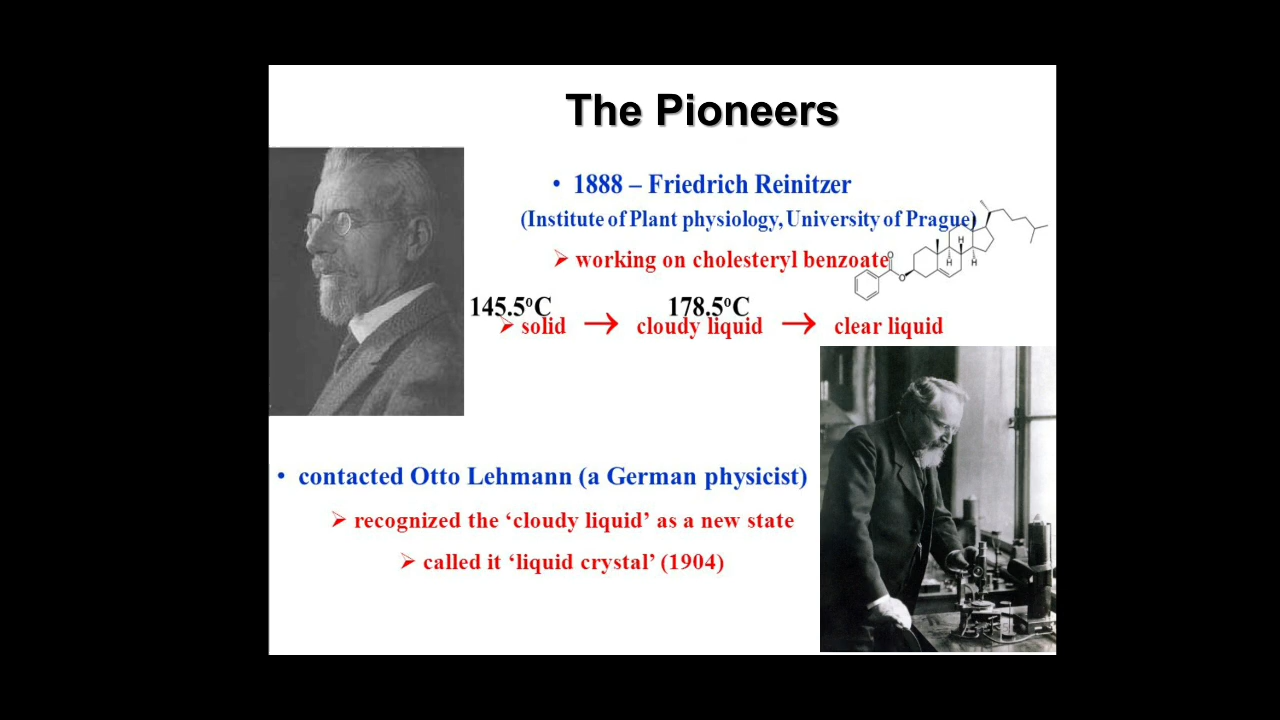 The Pioneers
• 1888 – Friedrich Reinitzer
(Institute of Plant physiology, University of Prague)
➢ working on cholesteryl benzoate
O
O
H
H
H
145.5⁰C 178.5⁰C
➢ solid → cloudy liquid → clear liquid
• contacted Otto Lehmann (a German physicist)
➢ recognized the ‘cloudy liquid’ as a new state
➢ called it ‘liquid crystal’ (1904)